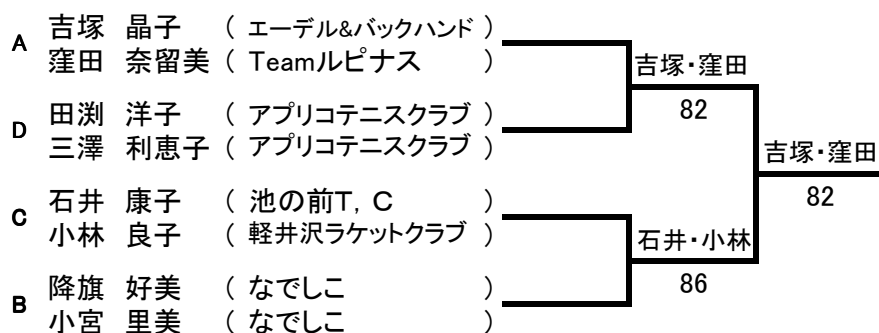 A
吉塚 晶子 ( エーデル&バックハンド )
窪田 奈留美 ( Teamルピナス )
D
田渕 洋子 ( アプリコテニスクラブ )
三澤 利恵子 ( アプリコテニスクラブ )
C
石井 康子 ( 池の前T, C )
小林 良子 ( 軽井沢ラケットクラブ )
B
降旗 好美 ( なでしこ )
小宮 里美 ( なでしこ )
吉塚・窪田
82
石井・小林
86
吉塚・窪田
82